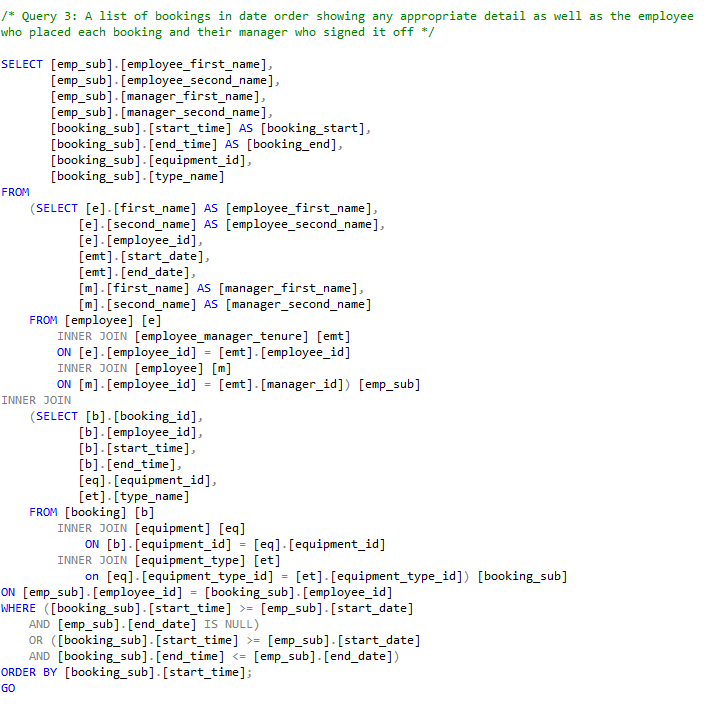 /* Query 3: A list of bookings in date order showing any appropriate detail as well as the employee
who placed each booking and their manager who signed it off */
SELECT [emp_sub].[employee_first_name],
[emp_sub].[employee_second_name],
[emp_sub].[manager_first_name],
[emp_sub].[manager_second_name],
[booking_sub].[start_time] AS [booking_start],
[booking_sub].[end_time] AS [booking_end],
[booking_sub].[equipment_id],
[booking_sub].[type_name]
FROM
(SELECT [e].[first_name] AS [employee_first_name],
[e].[second_name] AS [employee_second_name],
[e].[employee_id],
[emt].[start_date],
[emt].[end_date],
[m].[first_name] AS [manager_first_name],
[m].[second_name] AS [manager_second_name]
FROM [employee] [e]
INNER JOIN [employee_manager_tenure] [emt]
ON [e].[employee_id] = [emt].[employee_id]
INNER JOIN [employee] [m]
ON [m].[employee_id] = [emt].[manager_id]) [emp_sub]
INNER JOIN
(SELECT [b].[booking_id],
[b].[employee_id],
[b].[start_time],
[b].[end_time],
[eq].[equipment_id],
[et].[type_name]
FROM [booking] [b]
INNER JOIN [equipment] [eq]
ON [b].[equipment_id] = [eq].[equipment_id]
INNER JOIN [equipment_type] [et]
on [eq].[equipment_type_id] = [et].[equipment_type_id]) [booking_sub]
ON [emp_sub].[employee_id] = [booking_sub].[employee_id]
WHERE ([booking_sub].[start_time] >= [emp_sub].[start_date]
AND [emp_sub].[end_date] IS NULL)
OR ([booking_sub].[start_time] >= [emp_sub].[start_date]
AND [booking_sub].[end_time] <= [emp_sub].[end_date])
ORDER BY [booking_sub].[start_time];
GO